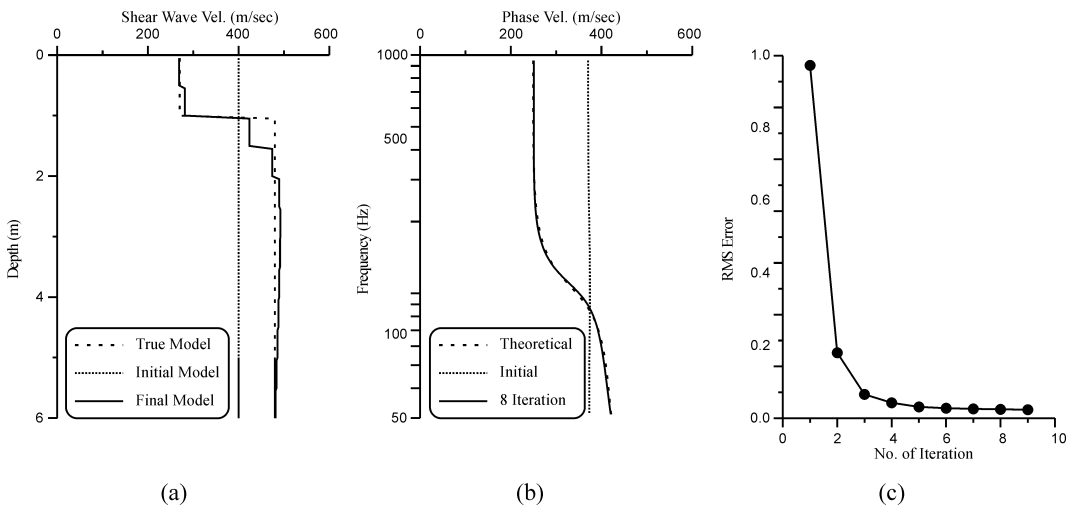 Shear Wave Vel. (m/sec)
0 200 400 600
0
2
4
6
Depth (m)
True Model
Initial Model
Final Model
(a)
Phase Vel. (m/sec)
0 200 400 600
1000
500
100
50
Frequency (Hz)
Theoretical
Initial
8 Iteration
(b)
1.0
0.8
0.6
0.4
0.2
0.0
RMS Error
0 2 4 6 8 10
No. of Iteration
(c)